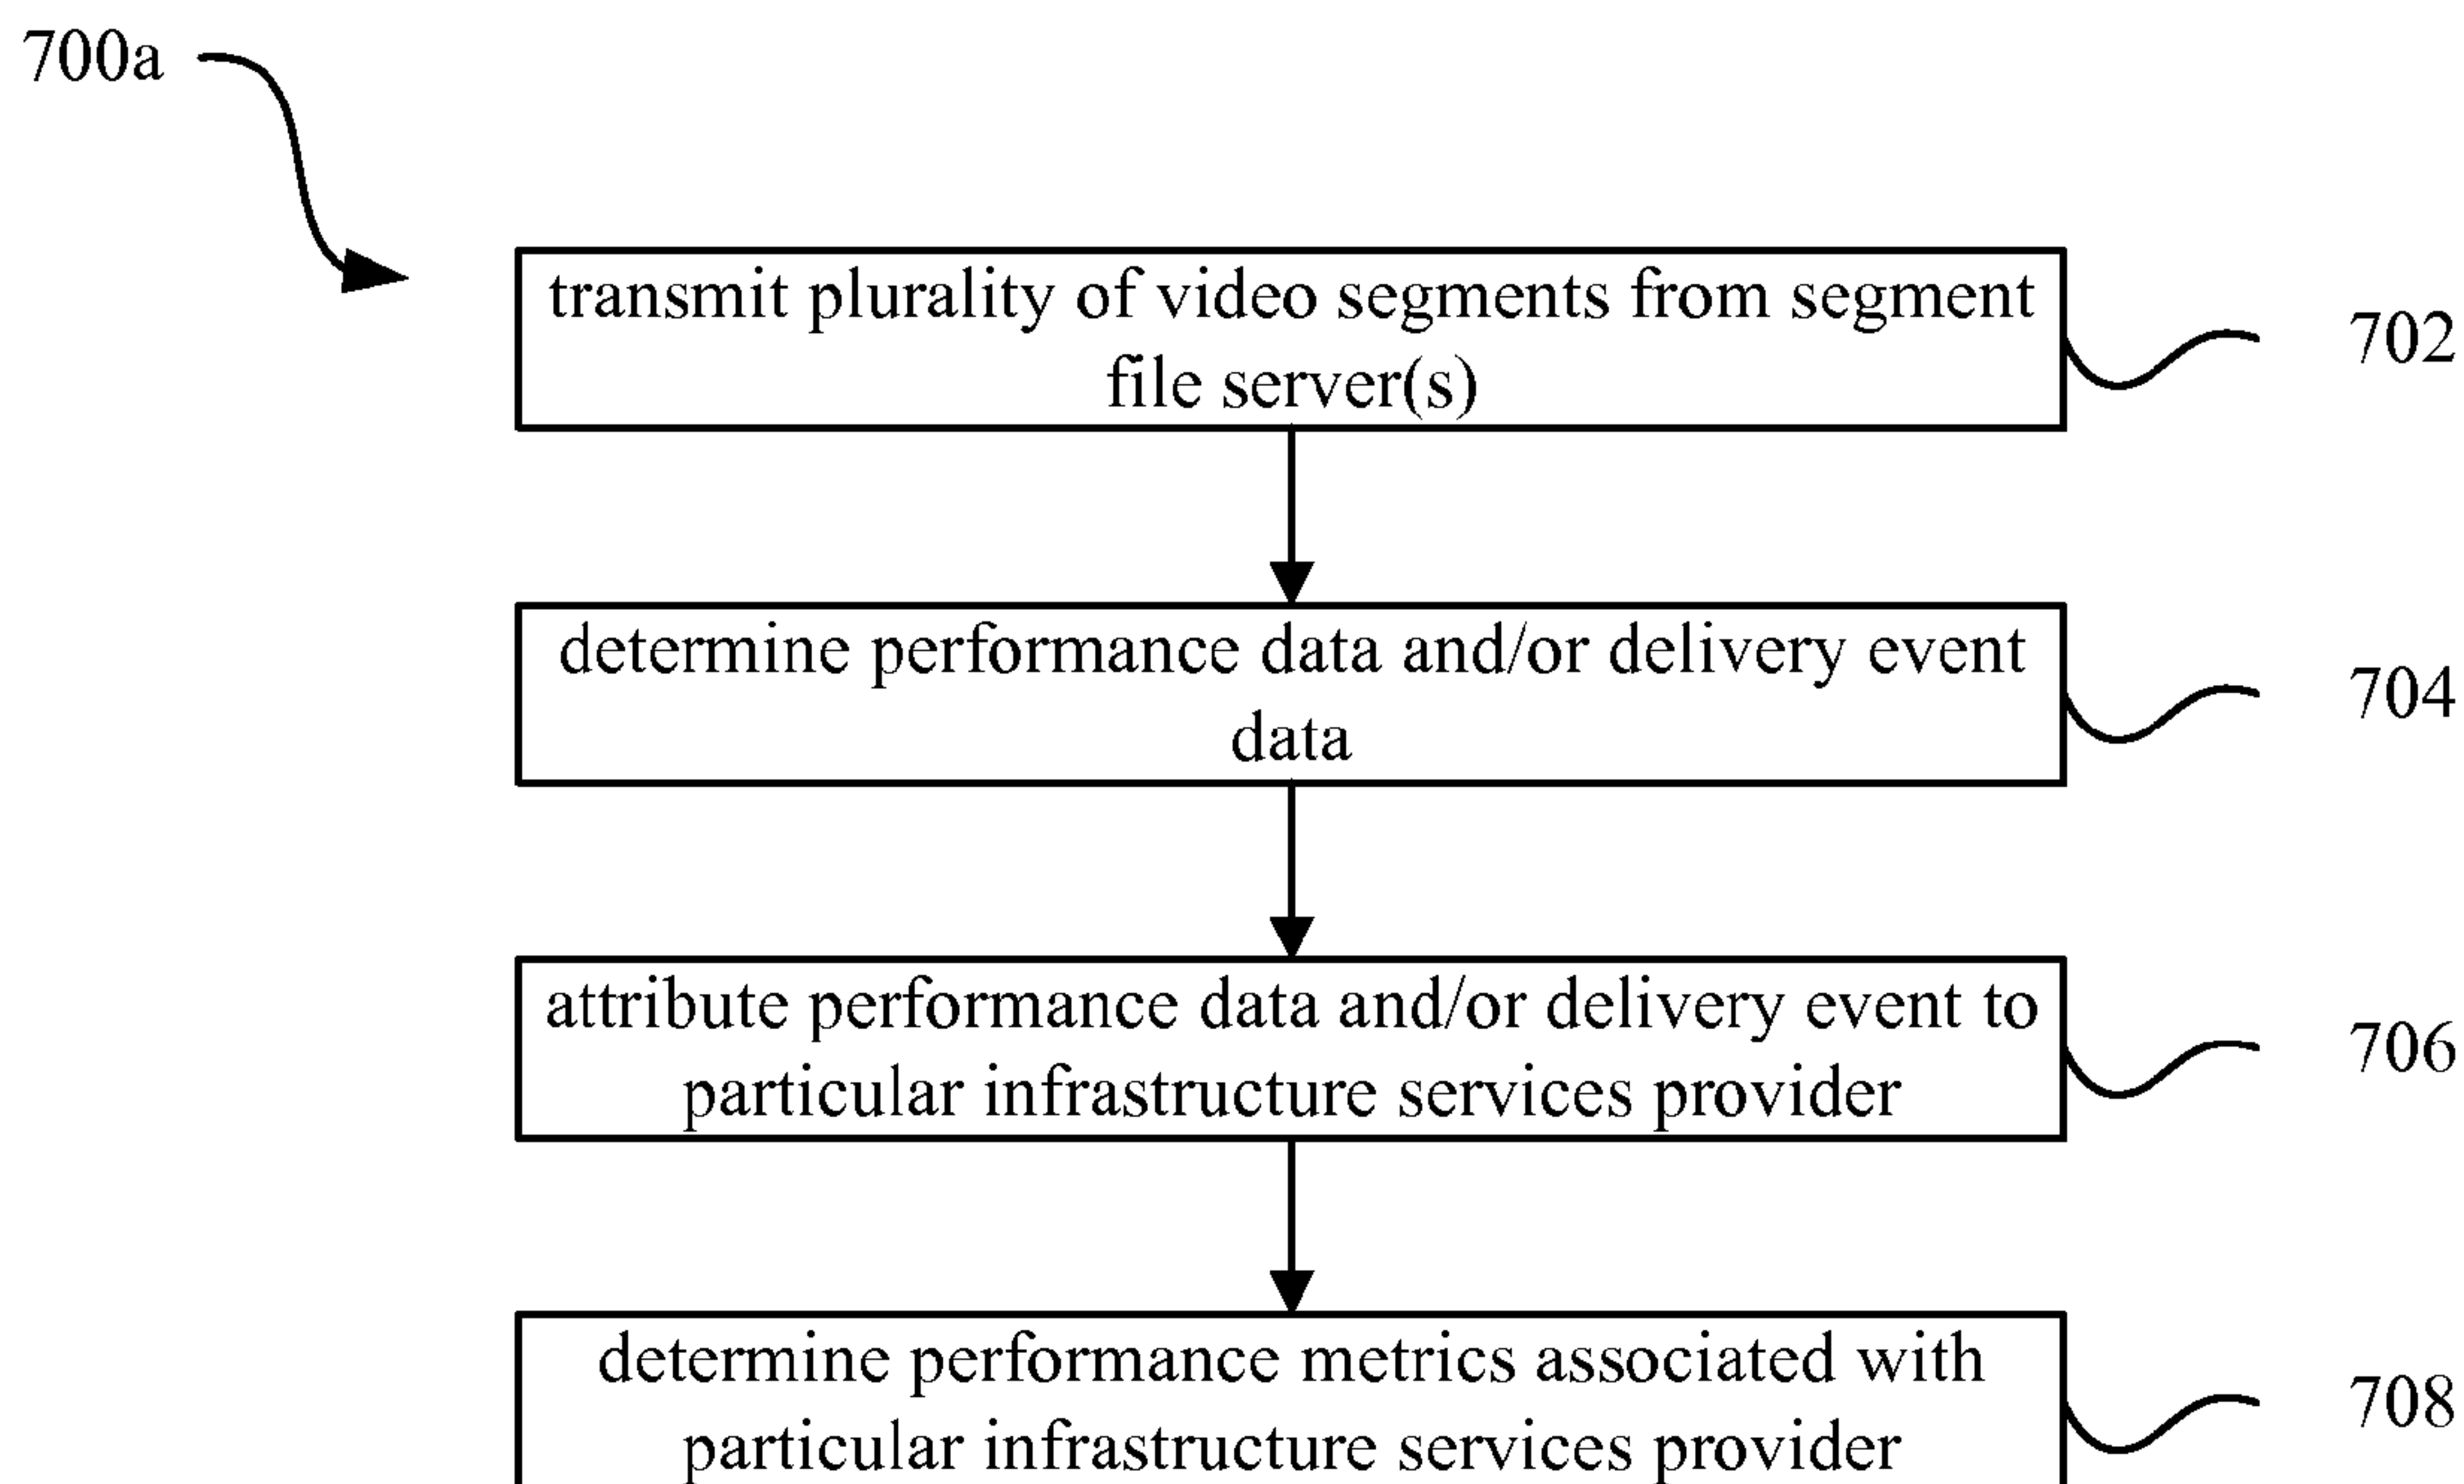 700a
transmit plurality of video segments from segment
file server(s)
702
determine performance data and/or delivery event
data
704
attribute performance data and/or delivery event to
particular infrastructure services provider
706
determine performance metrics associated with
particular infrastructure services provider
708